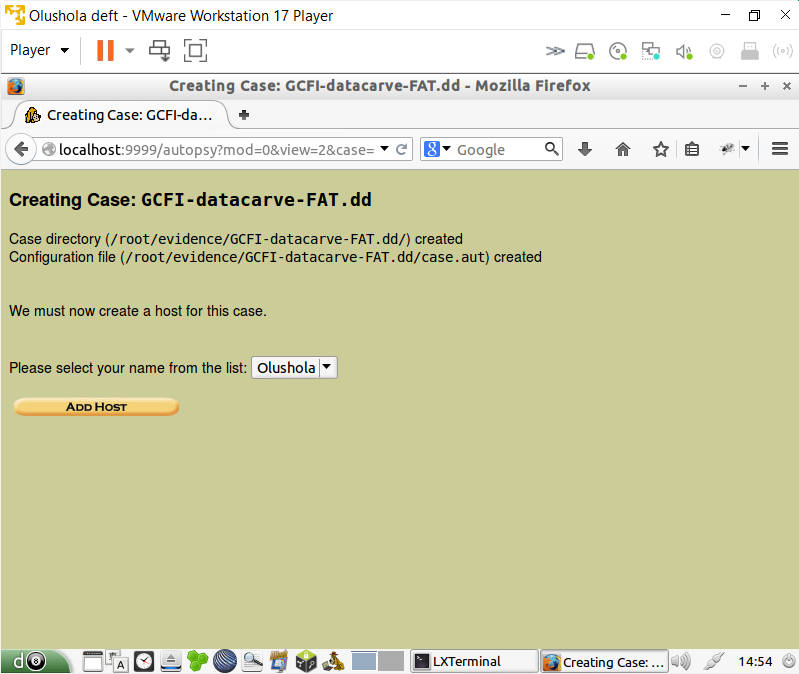 Olushola deft - VMware Workstation 17 Player
Player
Creating Case: GCFI-datacarve-FAT.dd - Mozilla Firefox
Creating Case: GCFI-da...
localhost:9999/autopsy?mod=0&view=2&case=
8 Google
Creating Case: GCFI-datacarve-FAT.dd
Case directory (/root/evidence/GCFI-datacarve-FAT.dd/) created
Configuration file (/root/evidence/GCFI-datacarve-FAT.dd/case.aut) created
We must now create a host for this case.
Please select your name from the list: Olushola
ADD HOST
d8 A LXTerminal Creating Case: ... 14:54